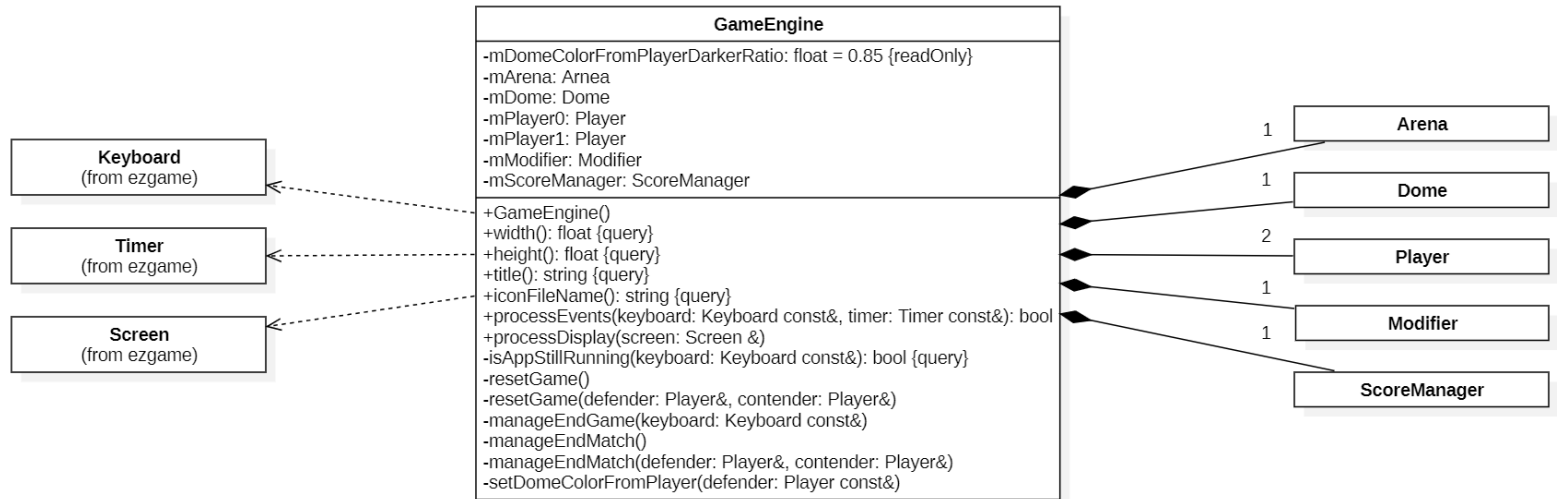 Keyboard
(from ezgame)
Timer
(from ezgame)
Screen
(from ezgame)
GameEngine
-mDomeColorFromPlayerDarkerRatio: float = 0.85 {readOnly}
-mArena: Arnea
-mDome: Dome
-mPlayer0: Player
-mPlayer1: Player
-mModifier: Modifier
-mScoreManager: ScoreManager
+GameEngine()
+width(): float {query}
+height(): float {query}
+title(): string {query}
+iconFileName(): string {query}
+processEvents(keyboard: Keyboard const&, timer: Timer const&): bool
+processDisplay(screen: Screen &)
-isAppStillRunning(keyboard: Keyboard const&): bool {query}
-resetGame()
-resetGame(defender: Player&, contender: Player&)
-manageEndGame(keyboard: Keyboard const&)
-manageEndMatch()
-manageEndMatch(defender: Player&, contender: Player&)
-setDomeColorFromPlayer(defender: Player const&)
1
Arena
1
Dome
2
Player
1
Modifier
1
ScoreManager